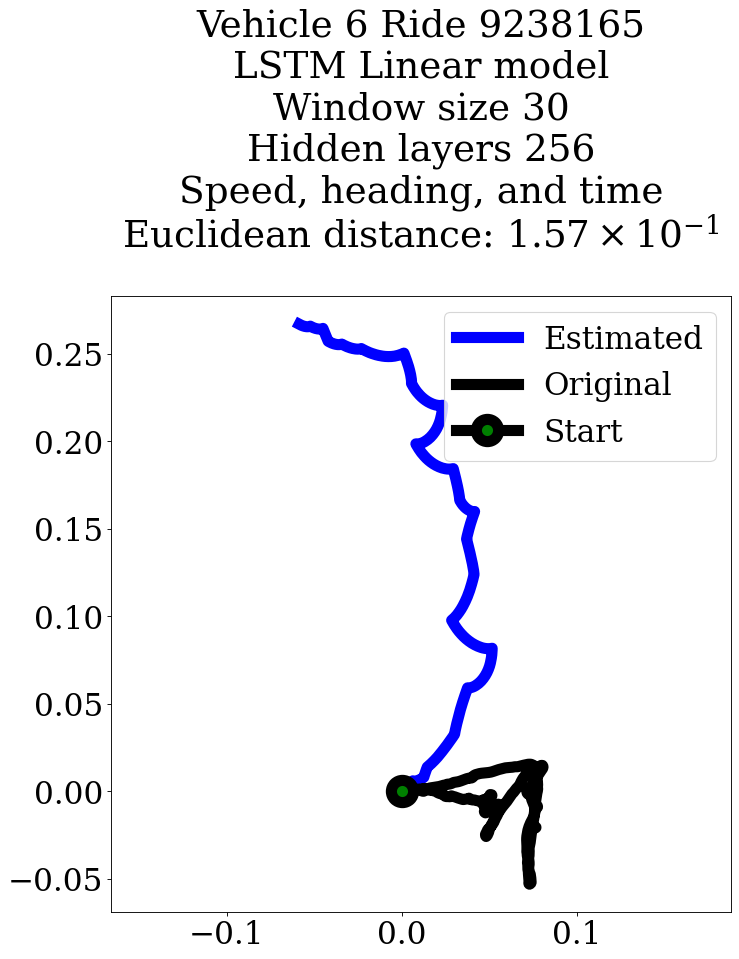 Vehicle 6 Ride 9238165
LSTM Linear model
Window size 30
Hidden layers 256
Speed, heading, and time
Euclidean distance: 1.57 × 10⁻¹
Estimated
Original
Start
0.25
0.20
0.15
0.10
0.05
0.00
−0.05
−0.1
0.0
0.1